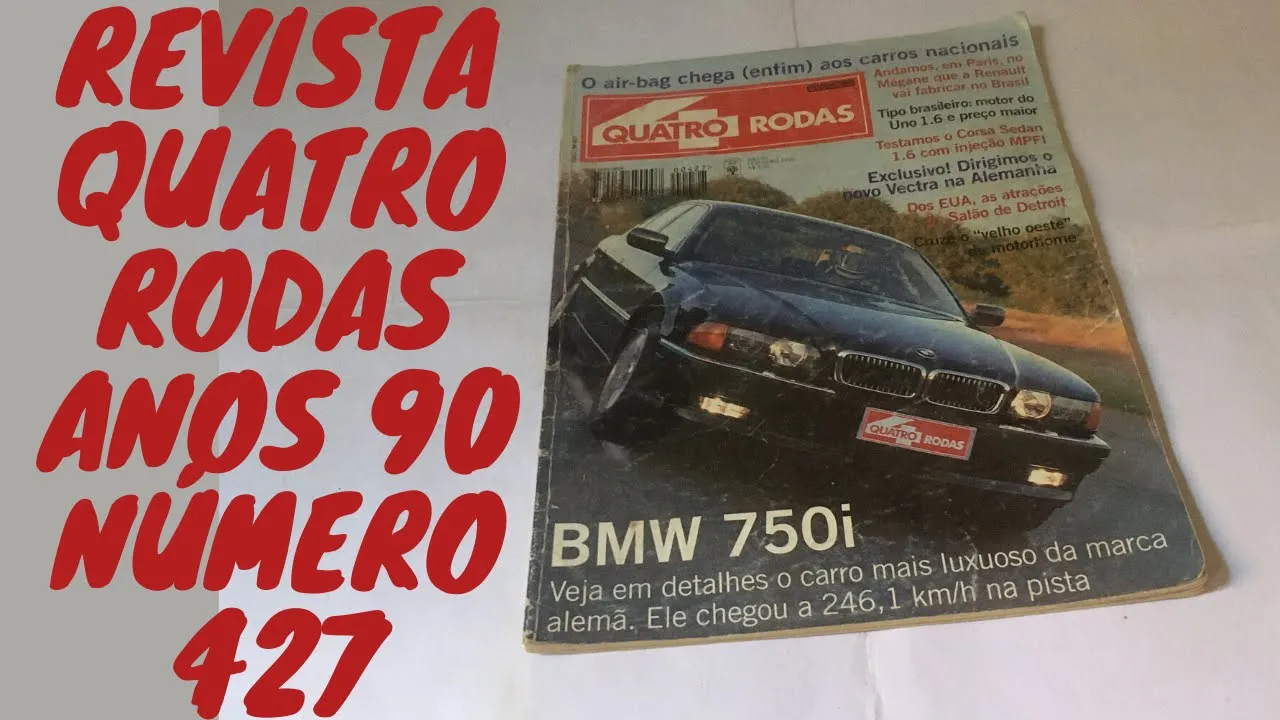 REVISTA
QUATRO
RODAS
ANOS 90
NÚMERO
427
O air-bag chega (enfim) aos carros nacionais
QUATRO RODAS
Andamos, em Paris, no
Mégane que a Renault
vai fabricar no Brasil
Tipo brasileiro: motor do
Uno 1.6 e preço maior
Testamos o Corsa Sedan
1.6 com injeção MPFI
Exclusivo! Dirigimos o
novo Vectra na Alemanha
Dos EUA, as atrações
Salão de Detroit
Cruze o "velho oeste"
motorhome
00427
QUATRO RODAS
BMW 750i
Veja em detalhes o carro mais luxuoso da marca
alemã. Ele chegou a 246,1 km/h na pista